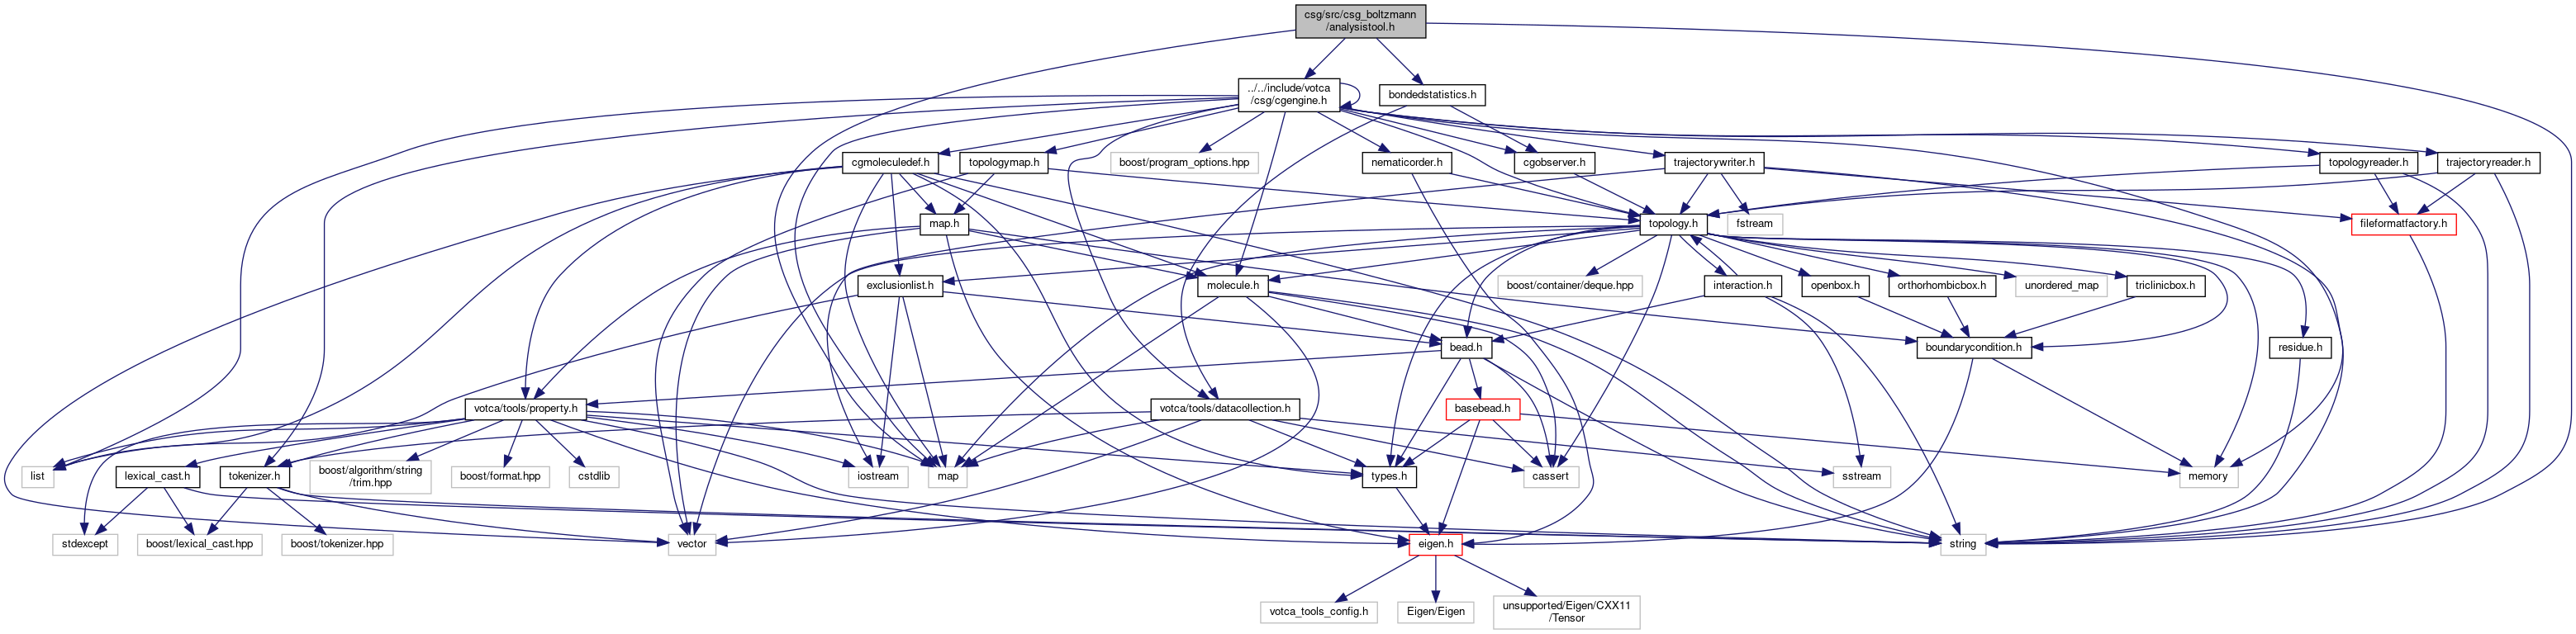 csg/src/csg_boltzmann
/analysistool.h
../../include/votca
/csg/cgengine.h
bondedstatistics.h
cgmoleculedef.h
topologymap.h
boost/program_options.hpp
nematicorder.h
cgobserver.h
trajectorywriter.h
topologyreader.h
trajectoryreader.h
map.h
topology.h
fstream
fileformatfactory.h
exclusionlist.h
molecule.h
boost/container/deque.hpp
interaction.h
openbox.h
orthorhombicbox.h
unordered_map
triclinicbox.h
bead.h
boundarycondition.h
residue.h
votca/tools/property.h
votca/tools/datacollection.h
basebead.h
list
lexical_cast.h
tokenizer.h
boost/algorithm/string
/trim.hpp
boost/format.hpp
cstdlib
iostream
map
types.h
cassert
sstream
memory
stdexcept
boost/lexical_cast.hpp
boost/tokenizer.hpp
vector
eigen.h
string
votca_tools_config.h
Eigen/Eigen
unsupported/Eigen/CXX11
/Tensor